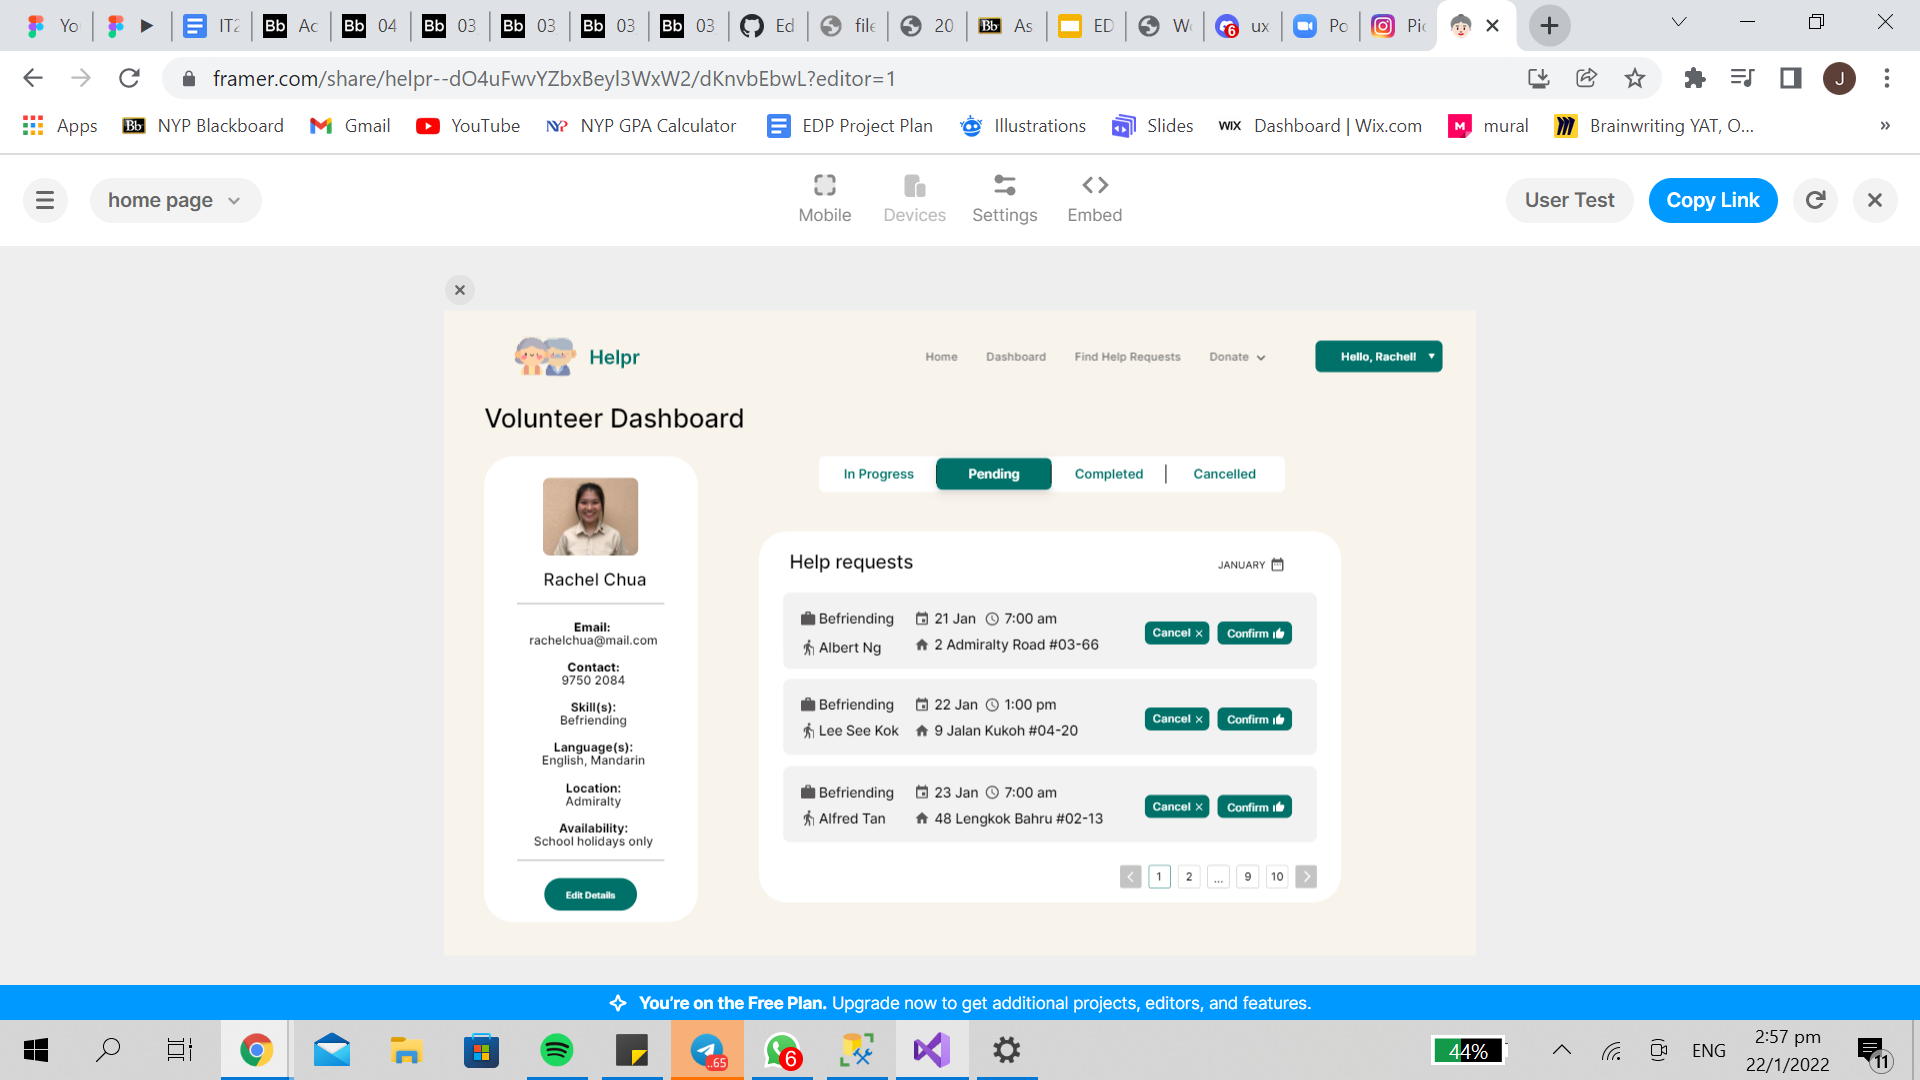 Yo
IT2
Ac
04
03
03
03
03
Ed
file
20
As
ED
We
ux
Po
Pic
framer.com/share/helpr--dO4uFwvYZbxBeyl3WxW2/dKnvbEbwL?editor=1
J
Apps
NYP Blackboard
Gmail
YouTube
NYP GPA Calculator
EDP Project Plan
Illustrations
Slides
WIX Dashboard | Wix.com
mural
Brainwriting YAT, O...
»
home page
Mobile
Devices
Settings
Embed
User Test
Copy Link
Helpr
Home
Dashboard
Find Help Requests
Donate
Hello, Rachel!
Volunteer Dashboard
In Progress
Pending
Completed
Cancelled
Rachel Chua
Email:
rachelchua@mail.com
Contact:
9750 2084
Skill(s):
Befriending
Language(s):
English, Mandarin
Location:
Admiralty
Availability:
School holidays only
Edit Details
Help requests
JANUARY
Befriending 21 Jan 7:00 am
Albert Ng 2 Admiralty Road #03-66
Cancel × Confirm
Befriending 22 Jan 1:00 pm
Lee See Kok 9 Jalan Kukoh #04-20
Cancel × Confirm
Befriending 23 Jan 7:00 am
Alfred Tan 48 Lengkok Bahru #02-13
Cancel × Confirm
< 1 2 ... 9 10 >
You're on the Free Plan. Upgrade now to get additional projects, editors, and features.
..65
6
44%
ENG
2:57 pm
22/1/2022
11